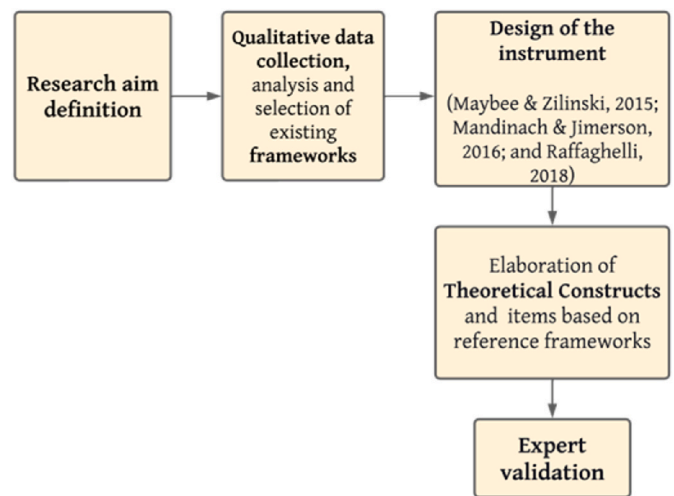 Research aim
definition
Qualitative data
collection,
analysis and
selection of
existing
frameworks
Design of the
instrument
(Maybee & Zilinski, 2015;
Mandinach & Jimerson,
2016; and Raffaghelli,
2018)
Elaboration of
Theoretical Constructs
and items based on
reference frameworks
Expert
validation